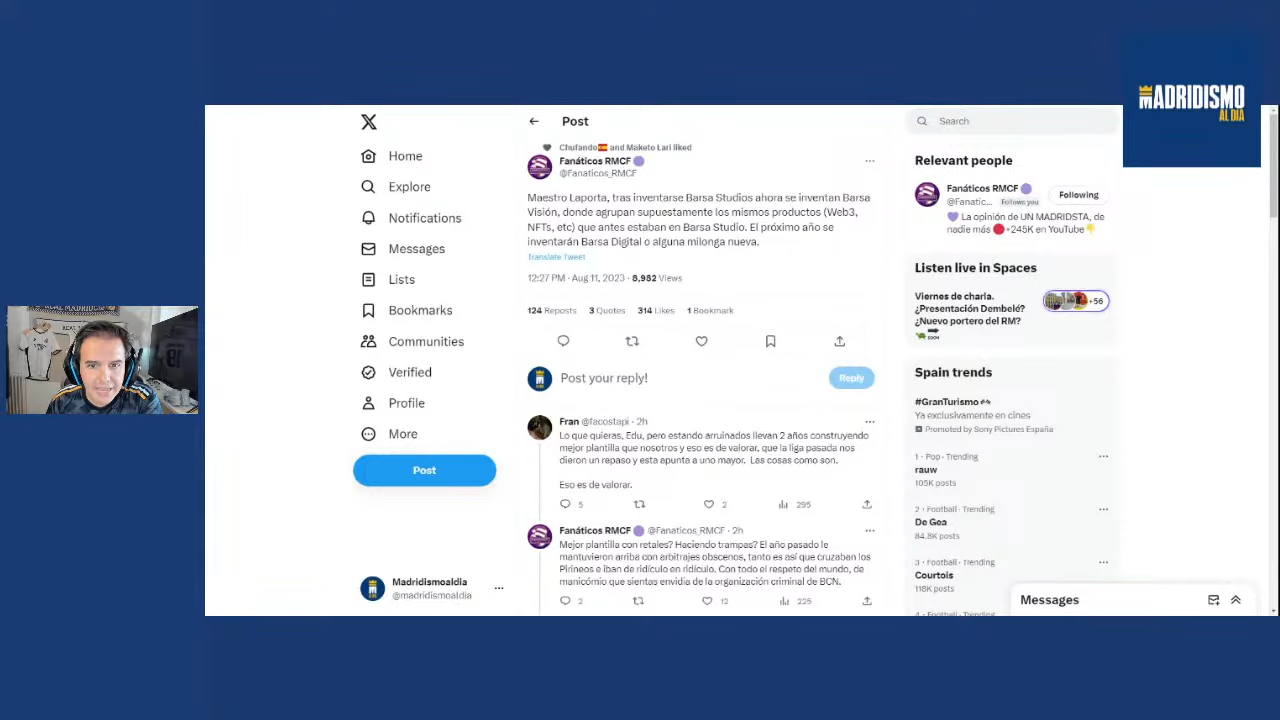 MADRIDISMO
AL DIA
Home
Explore
Notifications
Messages
Lists
Bookmarks
Communities
Verified
Profile
More
Post
Madridismoaldia
@madridismoaldia
Post
Chufando and Maketo Lari liked
Fanáticos RMCF
@Fanaticos_RMCF
Maestro Laporta, tras inventarse Barsa Studios ahora se inventan Barsa
Visión, donde agrupan supuestamente los mismos productos (Web3,
NFTs, etc) que antes estaban en Barsa Studio. El próximo año se
inventarán Barsa Digital o alguna milonga nueva.
Translate Tweet
12:27 PM · Aug 11, 2023 · 8,982 Views
124 Reposts 3 Quotes 314 Likes 1 Bookmark
Post your reply!
Reply
Fran @facostapi · 2h
Lo que quieras, Edu, pero estando arruinados llevan 2 años construyendo
mejor plantilla que nosotros y eso es de valorar, que la liga pasada nos
dieron un repaso y esta apunta a uno mayor. Las cosas como son.
Eso es de valorar.
5 2 295
Fanáticos RMCF @Fanaticos_RMCF · 2h
Mejor plantilla con retales? Haciendo trampas? El año pasado le
mantuvieron arriba con arbitrajes obscenos, tanto es así que cruzaban los
Pirineos e iban de ridículo en ridículo. Con todo el respeto del mundo, de
manicómio que sientas envidia de la organización criminal de BCN.
2 12 225
Search
Relevant people
Fanáticos RMCF
Following
@Fanatic... Follows you
La opinión de UN MADRIDSTA, de
nadie más +245K en YouTube
Listen live in Spaces
Viernes de charla.
¿Presentación Dembelé?
¿Nuevo portero del RM?
SOON
+56
Spain trends
#GranTurismo
Ya exclusivamente en cines
Promoted by Sony Pictures España
1 · Pop · Trending
rauw
105K posts
2 · Football · Trending
De Gea
84.8K posts
3 · Football · Trending
Courtois
118K posts
4 · Football · Trending
Messages